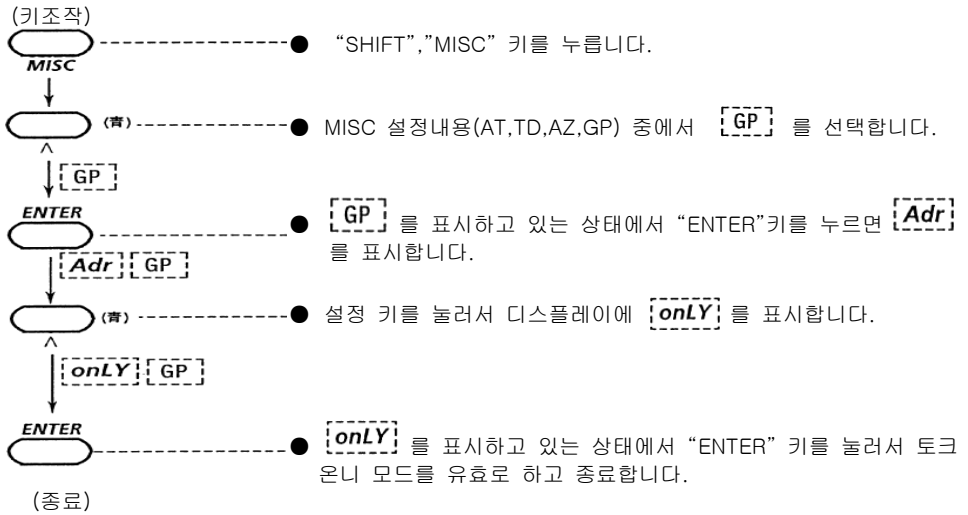 (키조작)
● “SHIFT”,”MISC” 키를 누릅니다.
MISC
(青) ● MISC 설정내용(AT,TD,AZ,GP) 중에서 GP 를 선택합니다.
^
GP
ENTER
● GP 를 표시하고 있는 상태에서 “ENTER”키를 누르면 Adr
를 표시합니다.
Adr GP
(青) ● 설정 키를 눌러서 디스플레이에 onLY 를 표시합니다.
^
onLY GP
ENTER
● onLY 를 표시하고 있는 상태에서 “ENTER” 키를 눌러서 토크
온니 모드를 유효로 하고 종료합니다.
(종료)